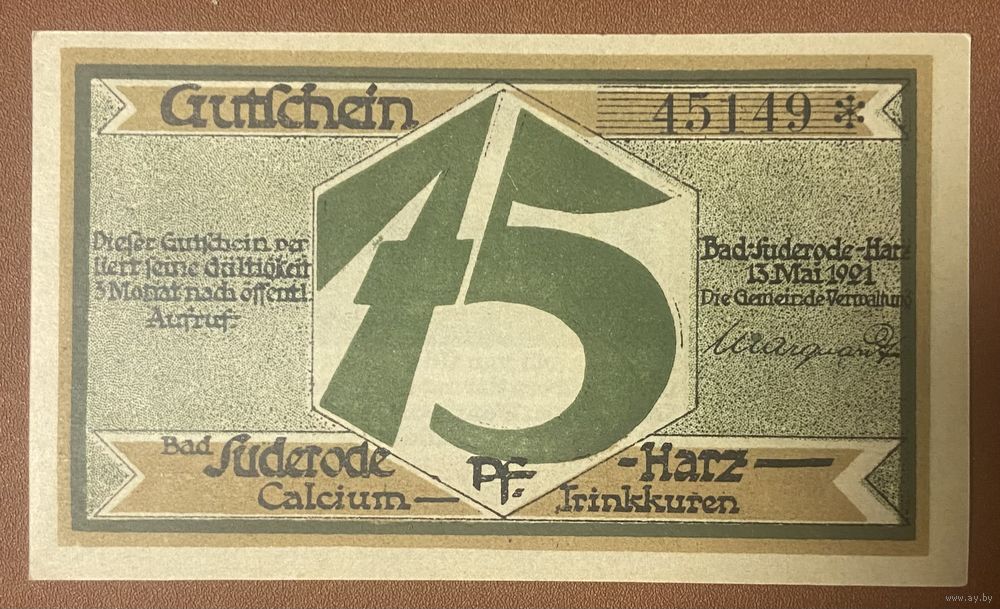 Gutschein
45149 *
Dieser Gutschein ver
liert seine Gültigkeit
3 Monat nach öffentl.
Aufruf
75
Bad-Suderode-Harz
13. Mai 1921
Die Gemeinde Verwaltung
Bad Suderode Pf. -Harz
Calcium- Trinkkuren
www.ay.by